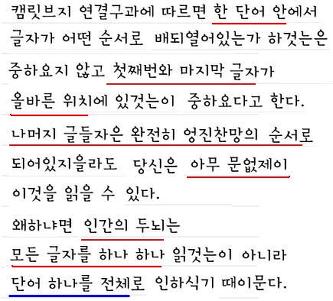 캠릿브지 연결구과에 따르면 한 단어 안에서
글자가 어떤 순서로 배되열어있는가 하것는은
중하요지 않고 첫째번와 마지막 글자가
올바른 위치에 있것는이 중하요다고 한다.
나머지 글들자은 완전히 엉진찬망의 순서로
되어있지을라도 당신은 아무 문없제이
이것을 읽을 수 있다.
왜하냐면 인간의 두뇌는
모든 글자를 하나 하나 읽것는이 아니라
단어 하나를 전체로 인하식기 때이문다.